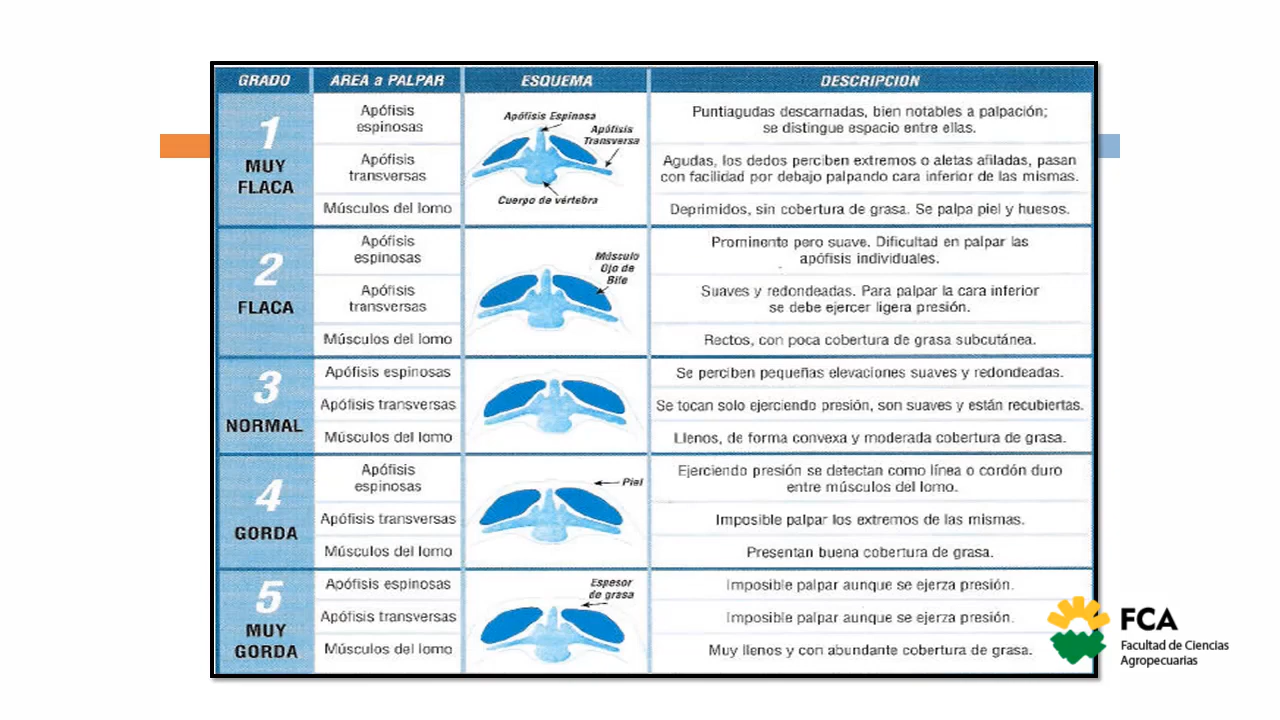 GRADO AREA a PALPAR ESQUEMA DESCRIPCION
1
MUY
FLACA
Apófisis
espinosas
Apófisis Espinosa
Apófisis
Transversa
Cuerpo de vértebra
Puntiagudas descarnadas, bien notables a palpación;
se distingue espacio entre ellas.
Apófisis
transversas
Agudas, los dedos perciben extremos o aletas afiladas, pasan
con facilidad por debajo palpando cara inferior de las mismas.
Músculos del lomo
Deprimidos, sin cobertura de grasa. Se palpa piel y huesos.
2
FLACA
Apófisis
espinosas
Músculo
Ojo de
Bife
Prominente pero suave. Dificultad en palpar las
apófisis individuales.
Apófisis
transversas
Suaves y redondeadas. Para palpar la cara inferior
se debe ejercer ligera presión.
Músculos del lomo
Rectos, con poca cobertura de grasa subcutánea.
3
NORMAL
Apófisis espinosas
Se perciben pequeñas elevaciones suaves y redondeadas.
Apófisis transversas
Se tocan solo ejerciendo presión, son suaves y están recubiertas.
Músculos del lomo
Llenos, de forma convexa y moderada cobertura de grasa.
4
GORDA
Apófisis
espinosas
Piel
Ejerciendo presión se detectan como línea o cordón duro
entre músculos del lomo.
Apófisis transversas
Imposible palpar los extremos de las mismas.
Músculos del lomo
Presentan buena cobertura de grasa.
5
MUY
GORDA
Apófisis espinosas
Espesor
de grasa
Imposible palpar aunque se ejerza presión.
Apófisis transversas
Imposible palpar aunque se ejerza presión.
Músculos del lomo
Muy llenos y con abundante cobertura de grasa.
FCA
Facultad de Ciencias
Agropecuarias